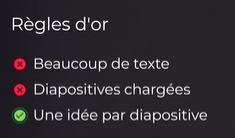 Règles d'or
Beaucoup de texte
Diapositives chargées
Une idée par diapositive